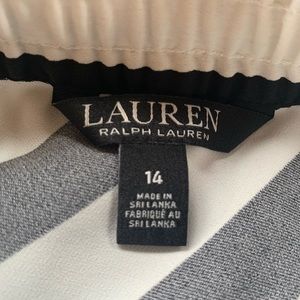 LAUREN
RALPH LAUREN
14
MADE IN
SRI LANKA
FABRIQUÉ AU
SRI LANKA